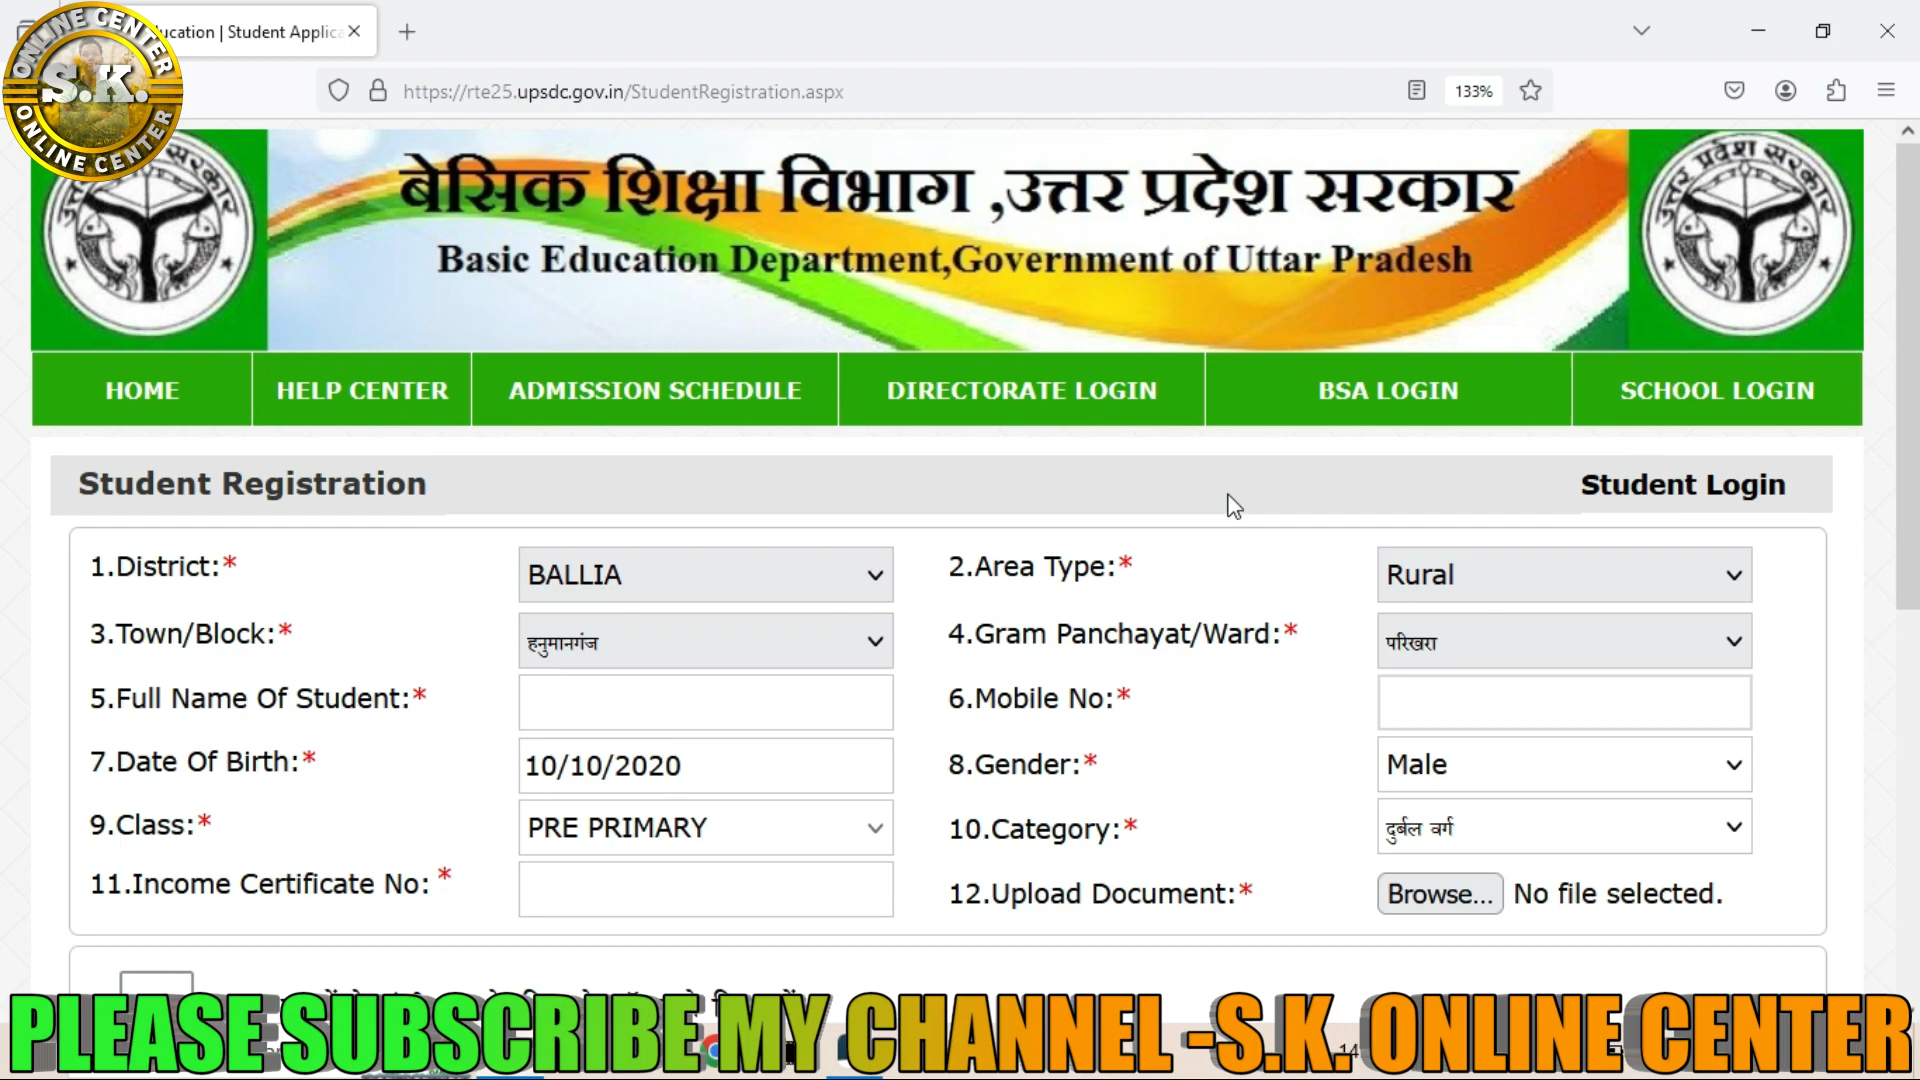 ucation | Student Applica
ONLINE CENTER
S.K.
ONLINE CENTER
https://rte25.upsdc.gov.in/StudentRegistration.aspx
133%
बेसिक शिक्षा विभाग ,उत्तर प्रदेश सरकार
Basic Education Department,Government of Uttar Pradesh
HOME HELP CENTER ADMISSION SCHEDULE DIRECTORATE LOGIN BSA LOGIN SCHOOL LOGIN
Student Registration Student Login
1.District:* BALLIA 2.Area Type:* Rural
3.Town/Block:* हनुमानगंज 4.Gram Panchayat/Ward:* परिखरा
5.Full Name Of Student:* 6.Mobile No:*
7.Date Of Birth:* 10/10/2020 8.Gender:* Male
9.Class:* PRE PRIMARY 10.Category:* दुर्बल वर्ग
11.Income Certificate No: * 12.Upload Document:* Browse... No file selected.
PLEASE SUBSCRIBE MY CHANNEL -S.K. ONLINE CENTER